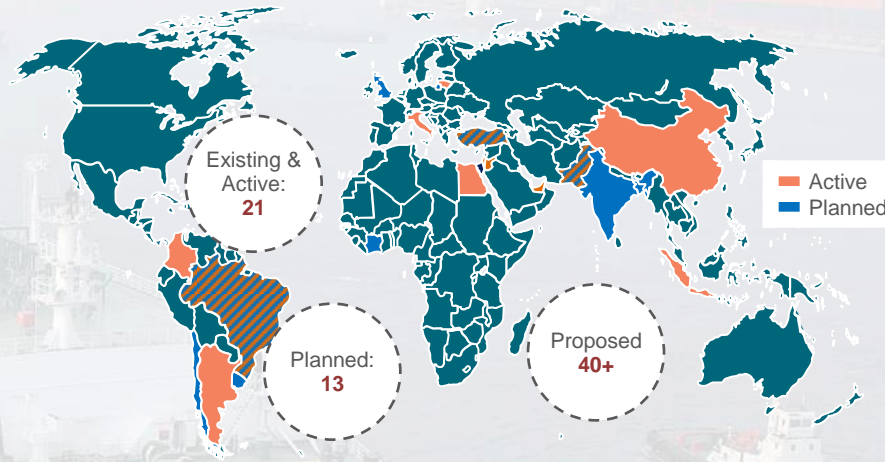 Existing &
Active:
21
Active
Planned
Planned:
13
Proposed
40+